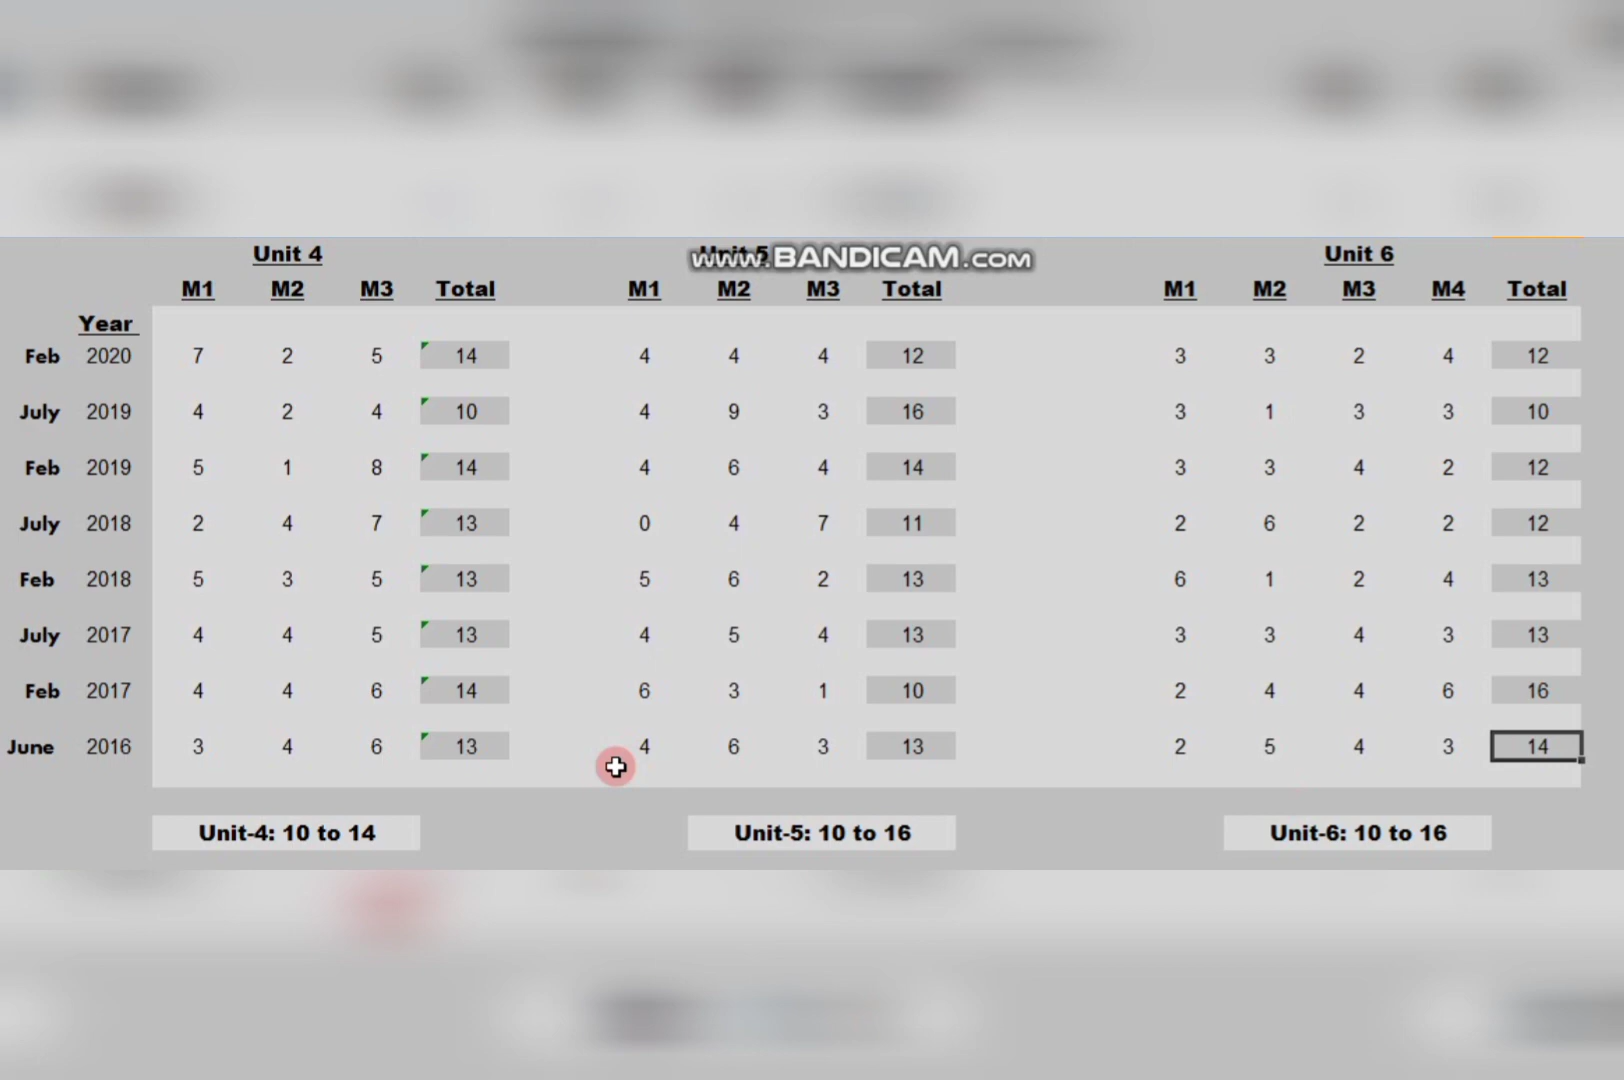 Unit 4 Unit 5 Unit 6
www.BANDICAM.com
M1 M2 M3 Total M1 M2 M3 Total M1 M2 M3 M4 Total
Year
Feb 2020 7 2 5 14 4 4 4 12 3 3 2 4 12
July 2019 4 2 4 10 4 9 3 16 3 1 3 3 10
Feb 2019 5 1 8 14 4 6 4 14 3 3 4 2 12
July 2018 2 4 7 13 0 4 7 11 2 6 2 2 12
Feb 2018 5 3 5 13 5 6 2 13 6 1 2 4 13
July 2017 4 4 5 13 4 5 4 13 3 3 4 3 13
Feb 2017 4 4 6 14 6 3 1 10 2 4 4 6 16
June 2016 3 4 6 13 4 6 3 13 2 5 4 3 14
Unit-4: 10 to 14 Unit-5: 10 to 16 Unit-6: 10 to 16